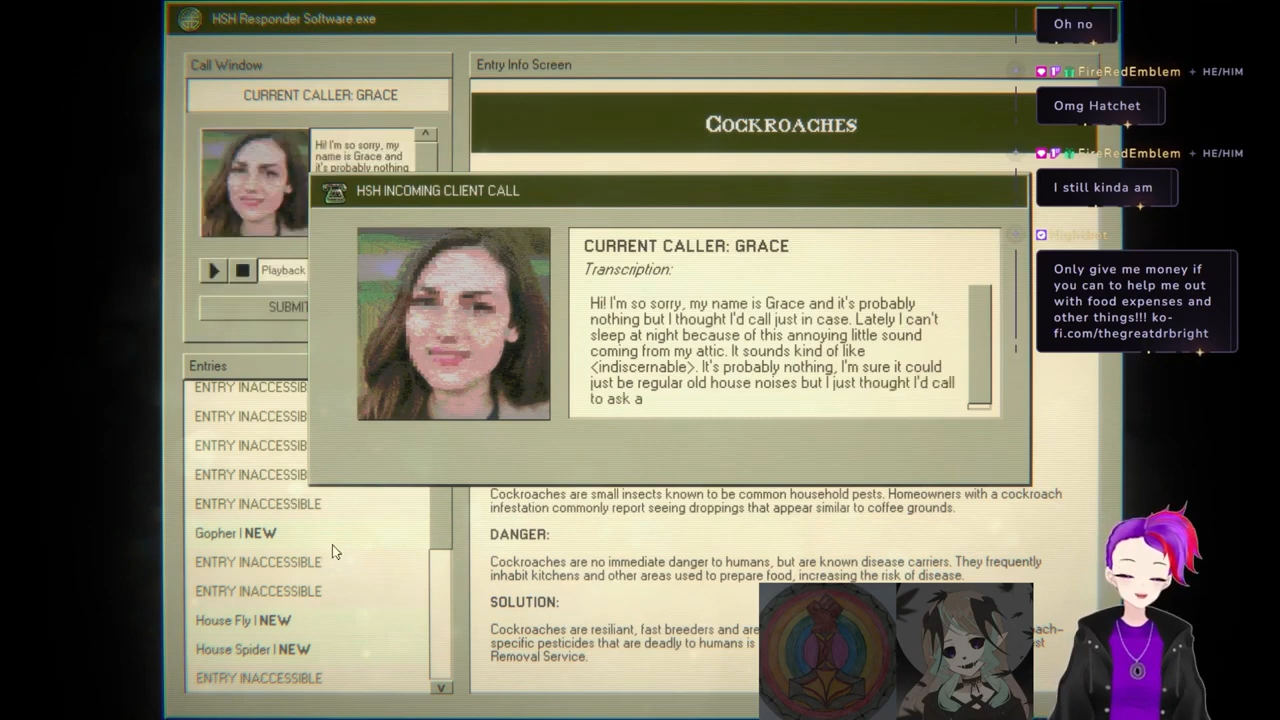 HSH Responder Software.exe
Call Window
CURRENT CALLER: GRACE
Hi! I'm so sorry, my
name is Grace and
it's probably nothing
Playback
SUBMIT
Entries
ENTRY INACCESSIB
ENTRY INACCESSIB
ENTRY INACCESSIB
ENTRY INACCESSIB
ENTRY INACCESSIBLE
Gopher | NEW
ENTRY INACCESSIBLE
ENTRY INACCESSIBLE
House Fly | NEW
House Spider | NEW
ENTRY INACCESSIBLE
Entry Info Screen
COCKROACHES
HSH INCOMING CLIENT CALL
CURRENT CALLER: GRACE
Transcription:
Hi! I'm so sorry, my name is Grace and it's probably
nothing but I thought I'd call just in case. Lately I can't
sleep at night because of this annoying little sound
coming from my attic. It sounds kind of like
<indiscernable>. It's probably nothing, I'm sure it could
just be regular old house noises but I just thought I'd call
to ask a
Cockroaches are small insects known to be common household pests. Homeowners with a cockroach
infestation commonly report seeing droppings that appear similar to coffee grounds.
DANGER:
Cockroaches are no immediate danger to humans, but are known disease carriers. They frequently
inhabit kitchens and other areas used to prepare food, increasing the risk of disease.
SOLUTION:
Cockroaches are resiliant, fast breeders and are
specific pesticides that are deadly to humans is
Removal Service.
Oh no
FireRedEmblem + HE/HIM
Omg Hatchet
FireRedEmblem + HE/HIM
I still kinda am
Only give me money if
you can to help me out
with food expenses and
other things!!! ko-
fi.com/thegreatdrbright